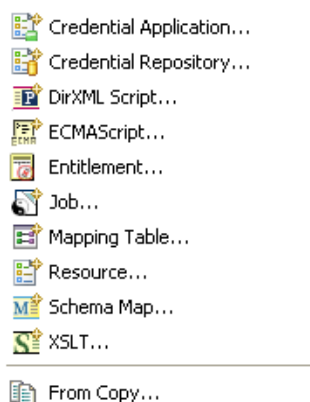 Credential Application...
Credential Repository...
DirXML Script...
ECMAScript...
Entitlement...
Job...
Mapping Table...
Resource...
Schema Map...
XSLT...
From Copy...